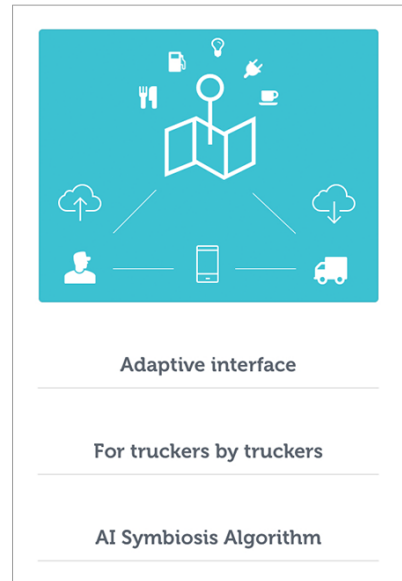 Adaptive interface
For truckers by truckers
AI Symbiosis Algorithm